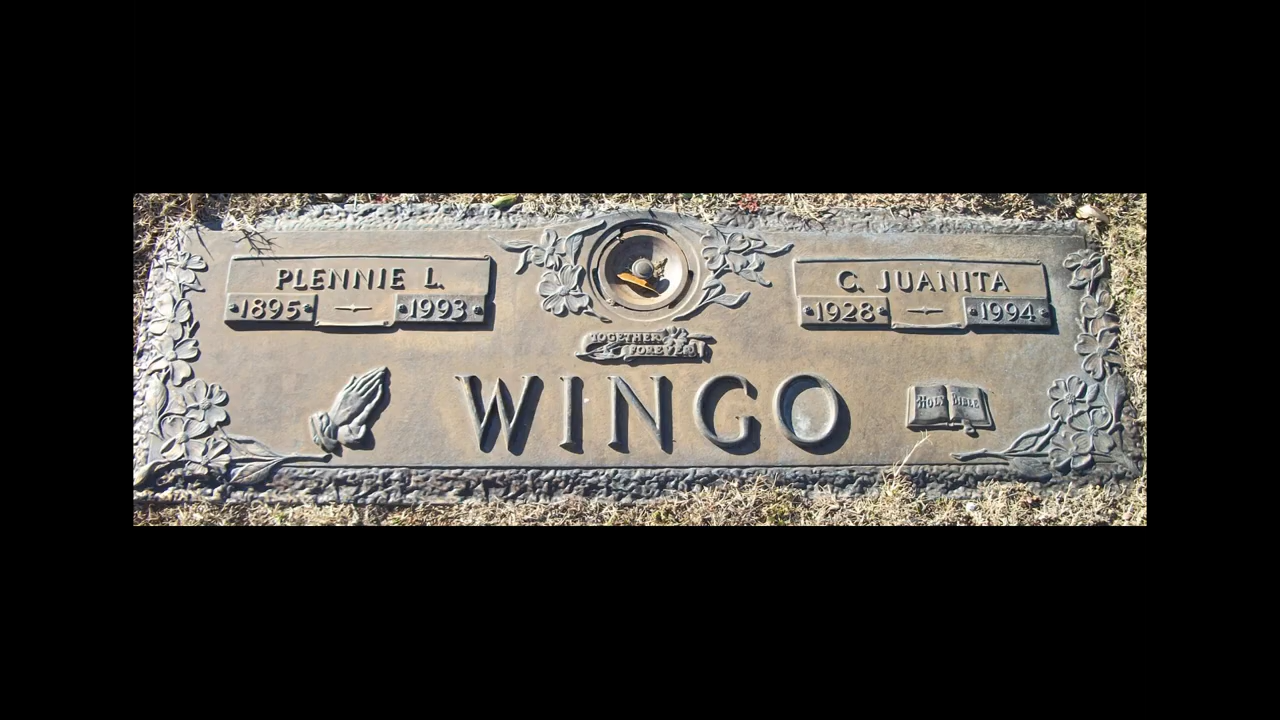 PLENNIE L.
1895 1993
C. JUANITA
1928 1994
TOGETHER
FOREVER
WINGO
HOLY BIBLE